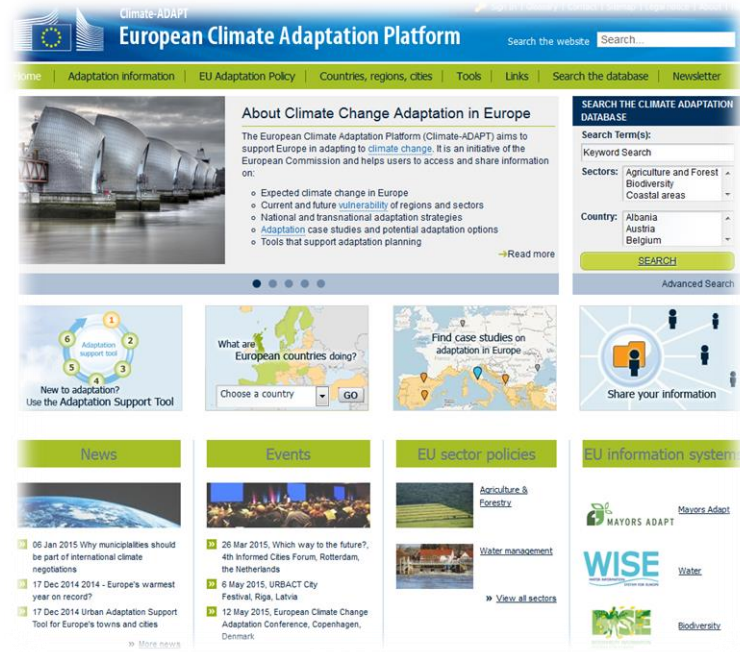 Climate-ADAPT
European Climate Adaptation Platform
Search the website Search...
Home | Adaptation information | EU Adaptation Policy | Countries, regions, cities | Tools | Links | Search the database | Newsletter
About Climate Change Adaptation in Europe
The European Climate Adaptation Platform (Climate-ADAPT) aims to
support Europe in adapting to climate change. It is an initiative of the
European Commission and helps users to access and share information
on:
Expected climate change in Europe
Current and future vulnerability of regions and sectors
National and transnational adaptation strategies
Adaptation case studies and potential adaptation options
Tools that support adaptation planning
Read more
SEARCH THE CLIMATE ADAPTATION
DATABASE
Search Term(s):
Keyword Search
Sectors: Agriculture and Forest
Biodiversity
Coastal areas
Country: Albania
Austria
Belgium
SEARCH
Advanced Search
1
2
3
4
5
6
Adaptation
support tool
New to adaptation?
Use the Adaptation Support Tool
What are
European countries doing?
Choose a country GO
Find case studies on
adaptation in Europe
Share your information
News
06 Jan 2015 Why municiplalities should
be part of international climate
negotiations
17 Dec 2014 2014 - Europe's warmest
year on record?
17 Dec 2014 Urban Adaptation Support
Tool for Europe's towns and cities
» More news
Events
26 Mar 2015, Which way to the future?,
4th Informed Cities Forum, Rotterdam,
the Netherlands
6 May 2015, URBACT City
Festival, Riga, Latvia
12 May 2015, European Climate Change
Adaptation Conference, Copenhagen,
Denmark
EU sector policies
Agriculture &
Forestry
Water management
» View all sectors
EU information systems
MAYORS ADAPT
Mayors Adapt
WISE
WATER INFORMATION
SYSTEM FOR EUROPE
Water
Biodiversity